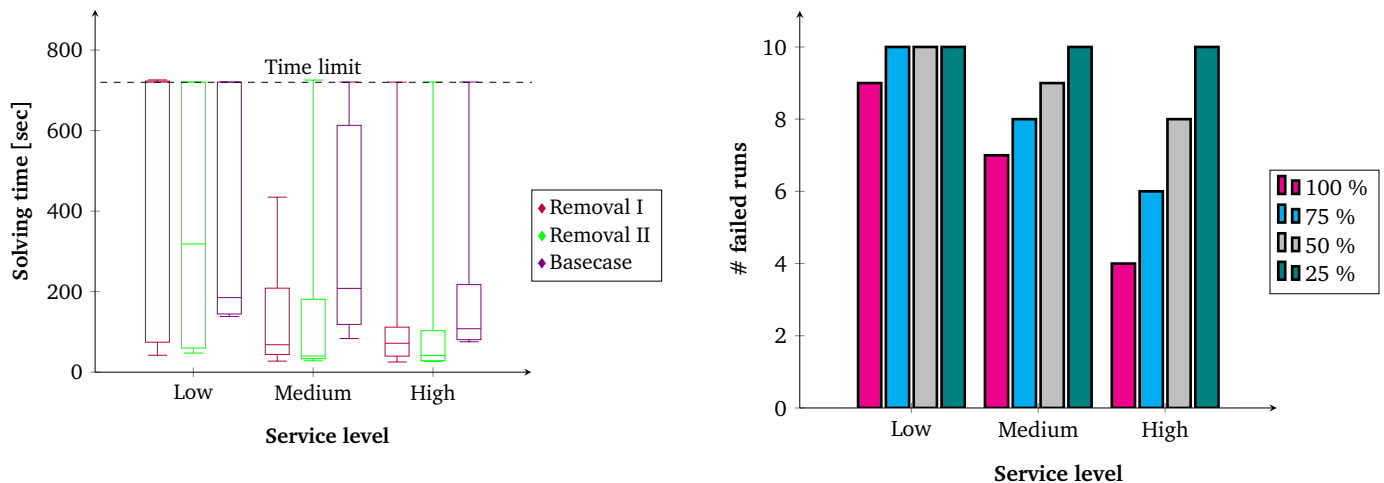 800
600
400
200
0
Solving time [sec]
Time limit
Low
Medium
High
Service level
Removal I
Removal II
Basecase
10
8
6
4
2
0
# failed runs
Low
Medium
High
Service level
100 %
75 %
50 %
25 %